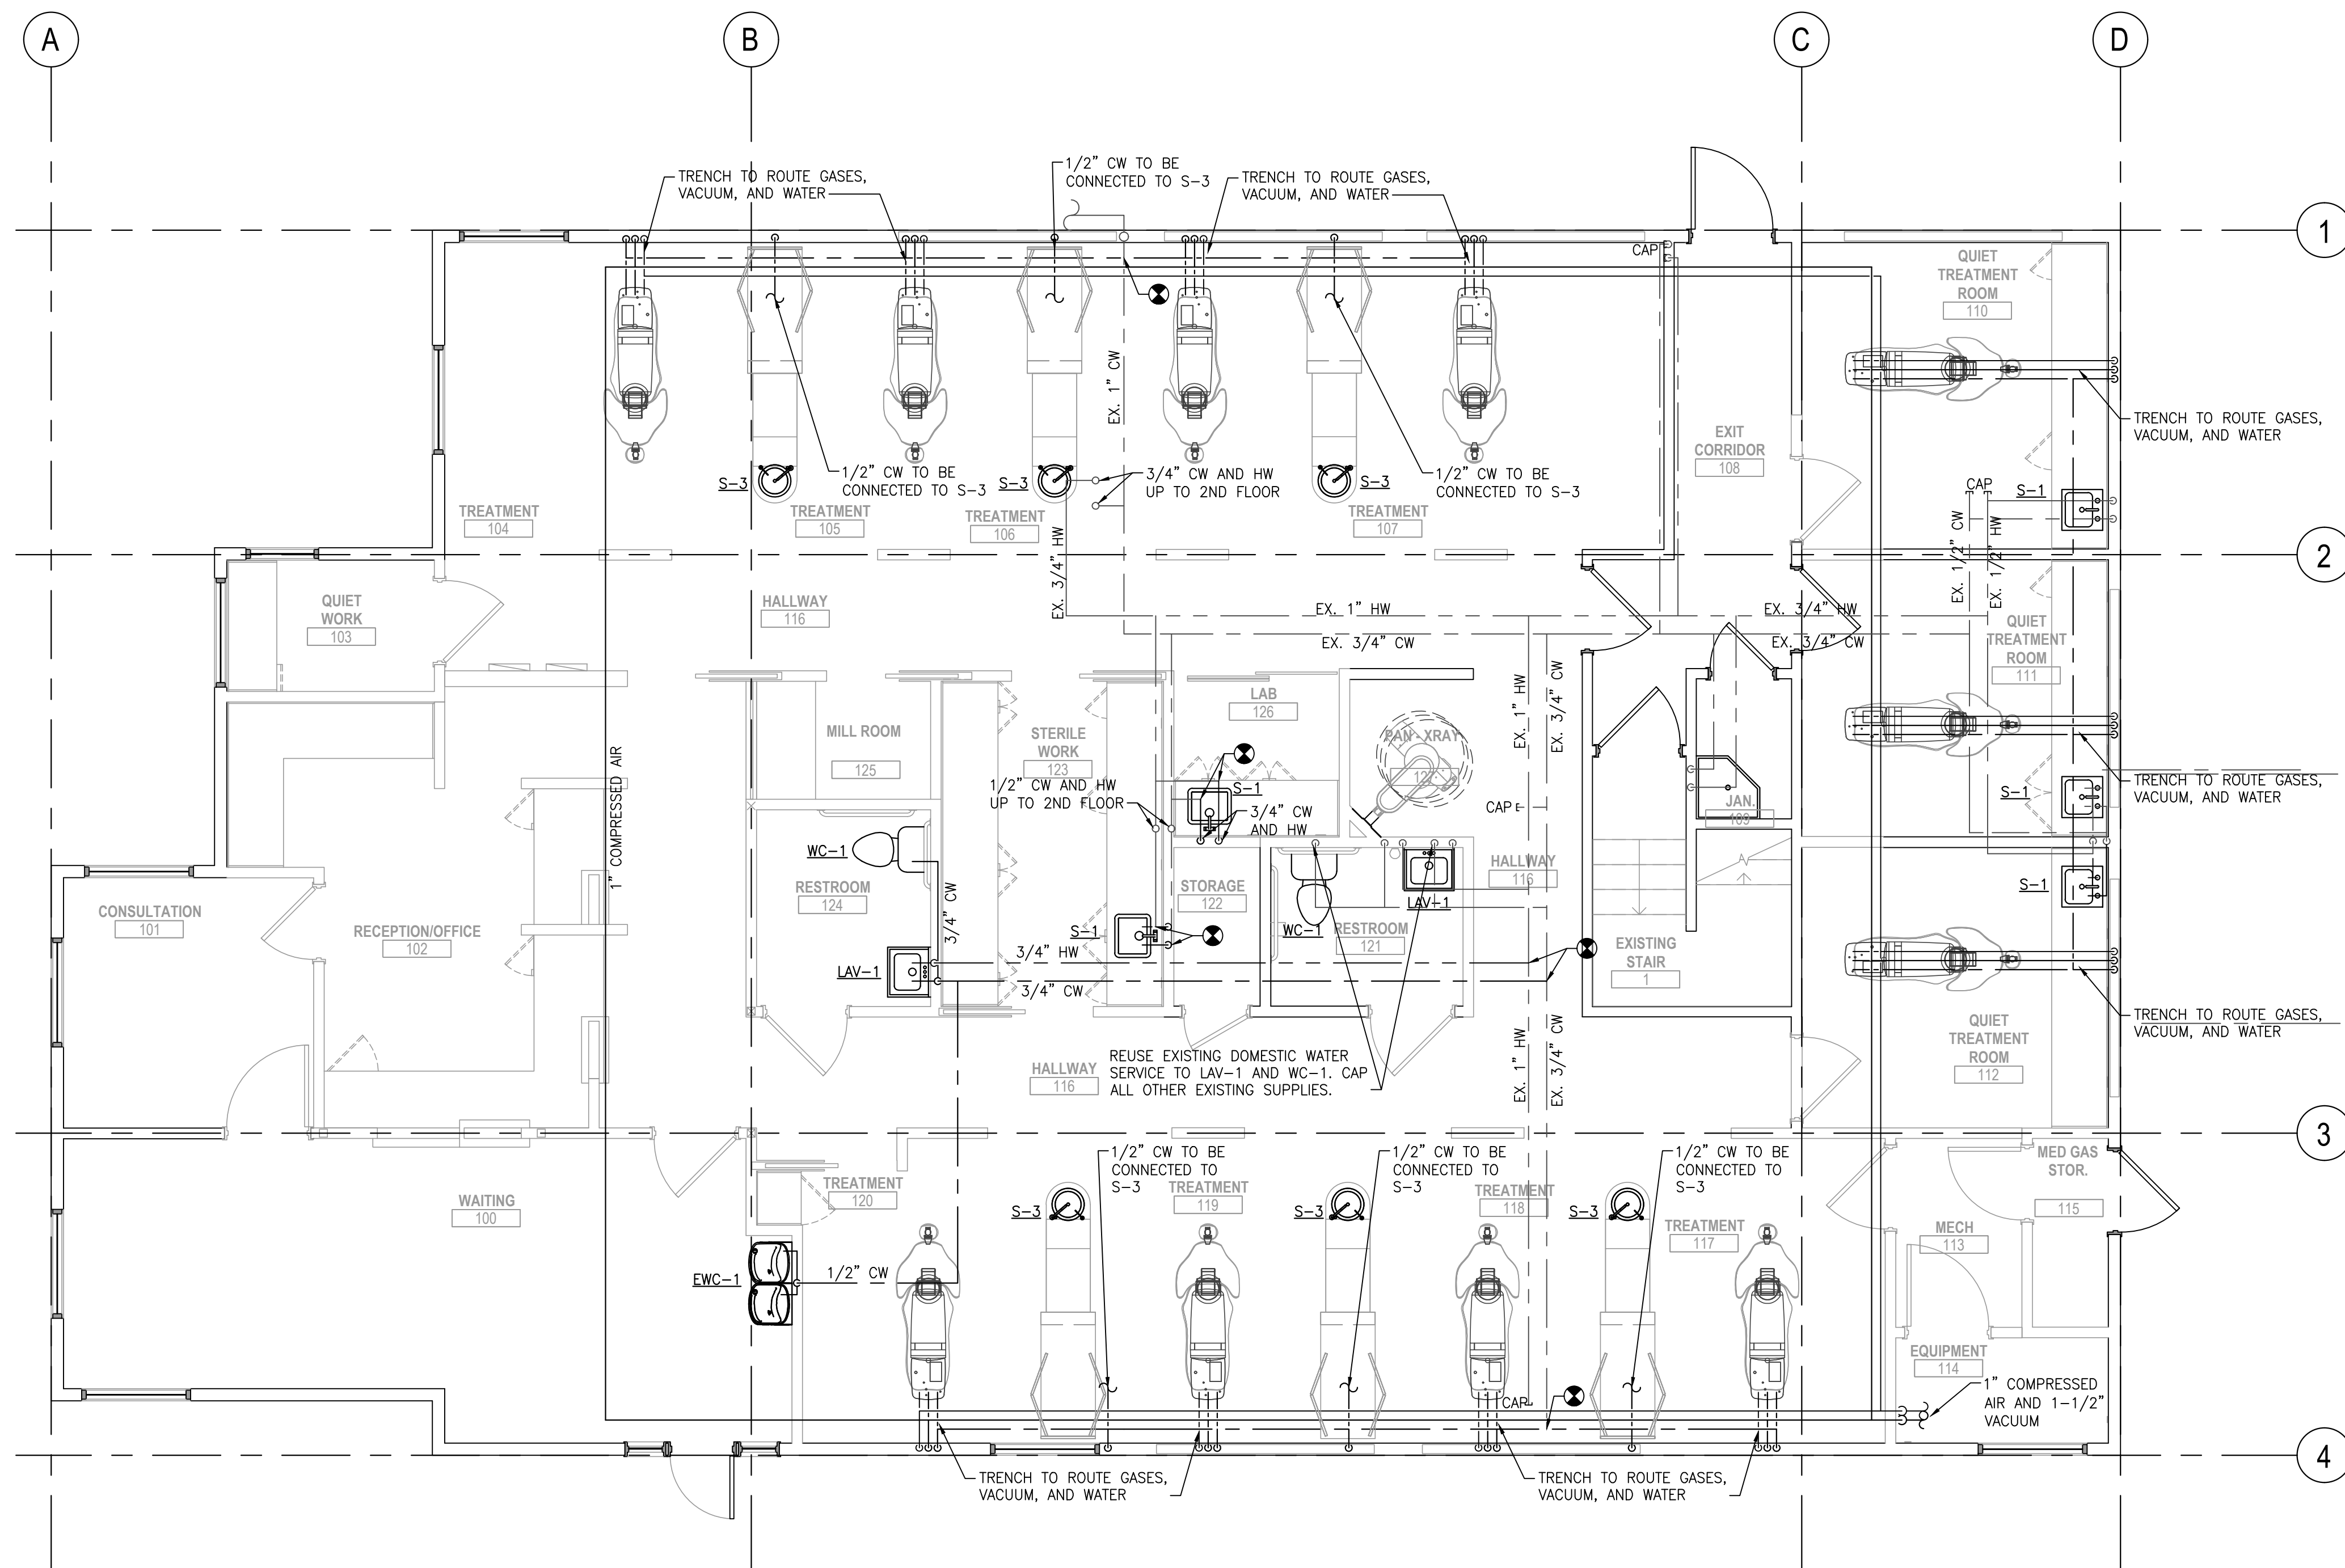 A
B
C
D
1/2" CW TO BE
CONNECTED TO S-3
TRENCH TO ROUTE GASES,
VACUUM, AND WATER
TRENCH TO ROUTE GASES,
VACUUM, AND WATER
1
CAP
QUIET
TREATMENT
ROOM
110
EX. 1" CW
TRENCH TO ROUTE GASES,
VACUUM, AND WATER
EXIT
CORRIDOR
108
S-3
1/2" CW TO BE
CONNECTED TO S-3
S-3
3/4" CW AND HW
UP TO 2ND FLOOR
S-3
1/2" CW TO BE
CONNECTED TO S-3
CAP
S-1
TREATMENT
104
TREATMENT
105
TREATMENT
106
TREATMENT
107
2
EX. 3/4" HW
EX. 1/2" CW
EX. 1/2" HW
QUIET
WORK
103
HALLWAY
116
EX. 1" HW
EX. 3/4" HW
EX. 3/4" CW
EX. 3/4" CW
QUIET
TREATMENT
ROOM
111
EX. 1" HW
EX. 3/4" CW
LAB
126
MILL ROOM
125
STERILE
WORK
123
PAN-XRAY
1" COMPRESSED AIR
1/2" CW AND HW
UP TO 2ND FLOOR
S-1
3/4" CW
AND HW
CAP
JAN.
109
S-1
TRENCH TO ROUTE GASES,
VACUUM, AND WATER
WC-1
RESTROOM
124
3/4" CW
STORAGE
122
HALLWAY
116
LAV-1
S-1
CONSULTATION
101
RECEPTION/OFFICE
102
S-1
WC-1
RESTROOM
121
EXISTING
STAIR
1
LAV-1
3/4" HW
3/4" CW
TRENCH TO ROUTE GASES,
VACUUM, AND WATER
QUIET
TREATMENT
ROOM
112
HALLWAY
116
REUSE EXISTING DOMESTIC WATER
SERVICE TO LAV-1 AND WC-1. CAP
ALL OTHER EXISTING SUPPLIES.
EX. 1" HW
EX. 3/4" CW
3
1/2" CW TO BE
CONNECTED TO
S-3
1/2" CW TO BE
CONNECTED TO
S-3
1/2" CW TO BE
CONNECTED TO
S-3
MED GAS
STOR.
115
WAITING
100
TREATMENT
120
TREATMENT
119
TREATMENT
118
TREATMENT
117
S-3
S-3
S-3
MECH
113
EWC-1
1/2" CW
EQUIPMENT
114
1" COMPRESSED
AIR AND 1-1/2"
VACUUM
CAP
4
TRENCH TO ROUTE GASES,
VACUUM, AND WATER
TRENCH TO ROUTE GASES,
VACUUM, AND WATER